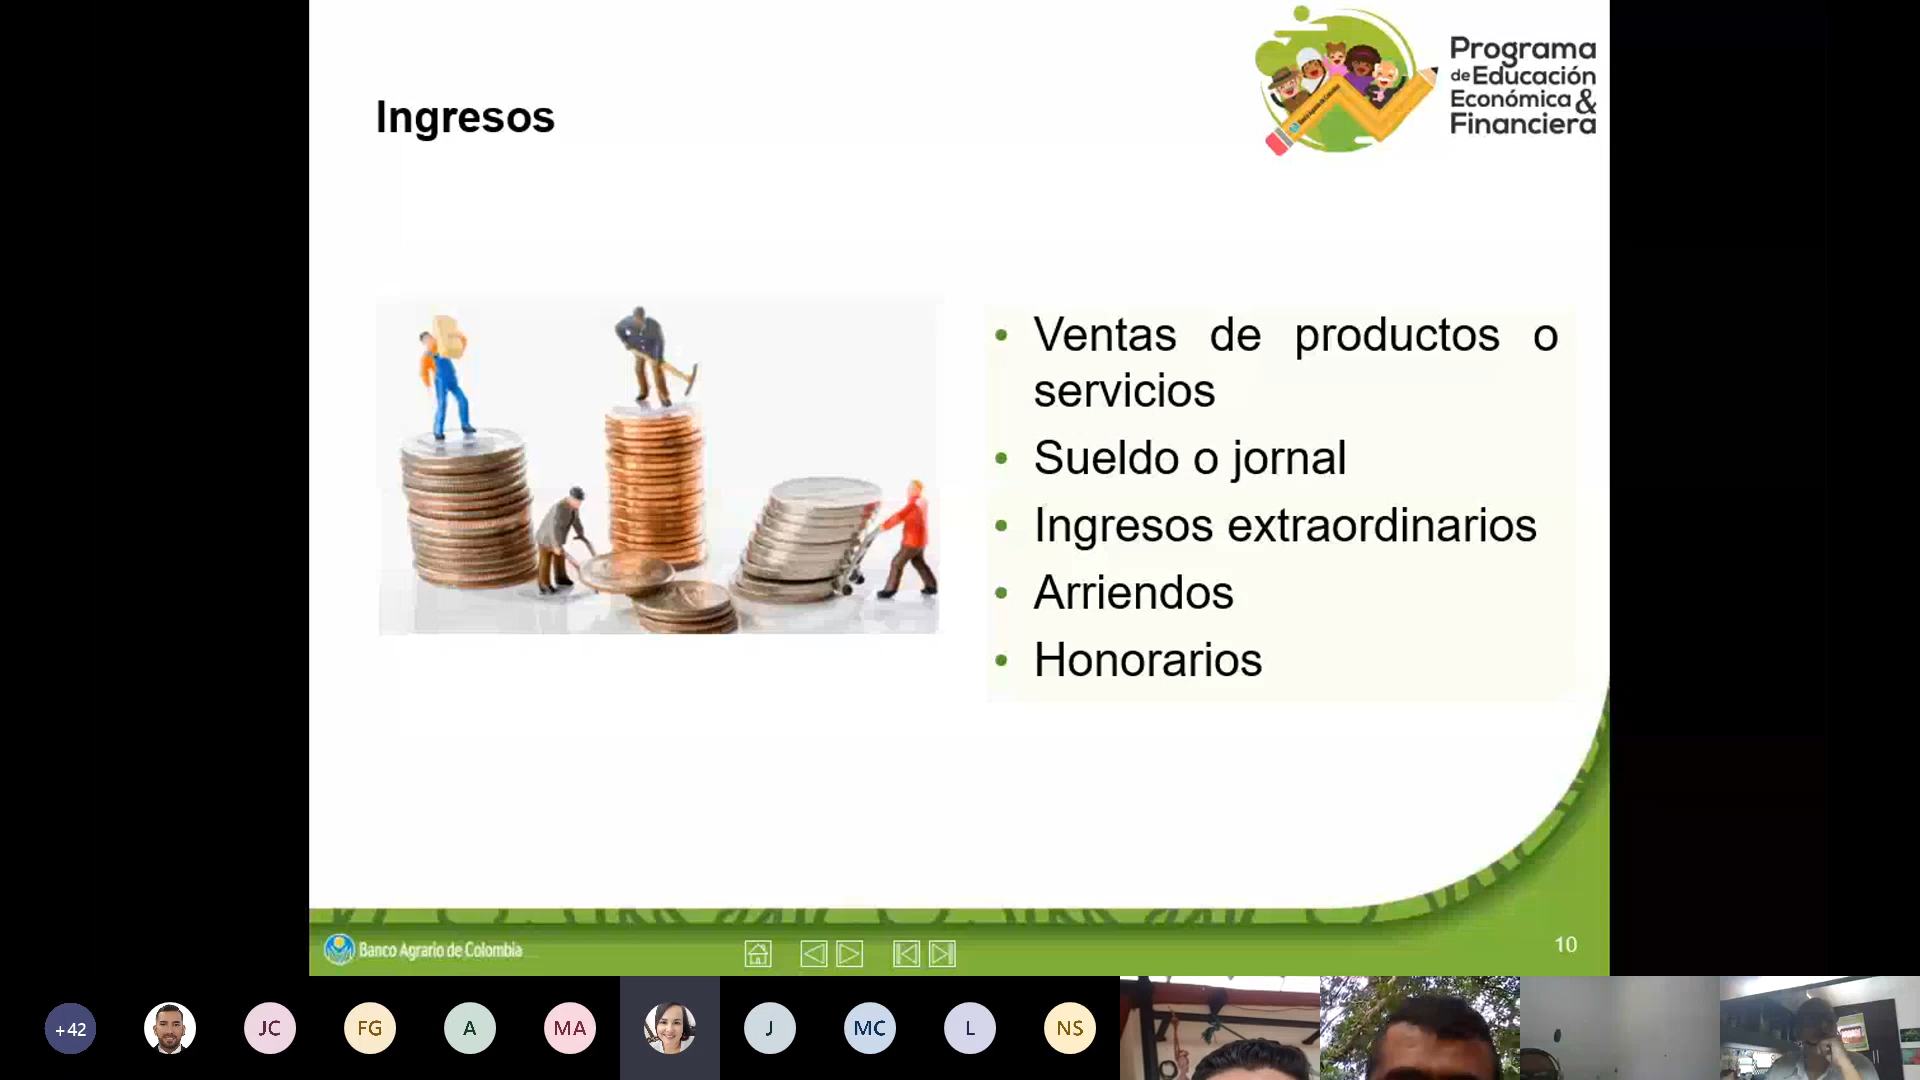 Programa
de Educación
Económica &
Financiera
Ingresos
• Ventas de productos o
servicios
• Sueldo o jornal
• Ingresos extraordinarios
• Arriendos
• Honorarios
Banco Agrario de Colombia
10
+42
JC
FG
A
MA
J
MC
L
NS